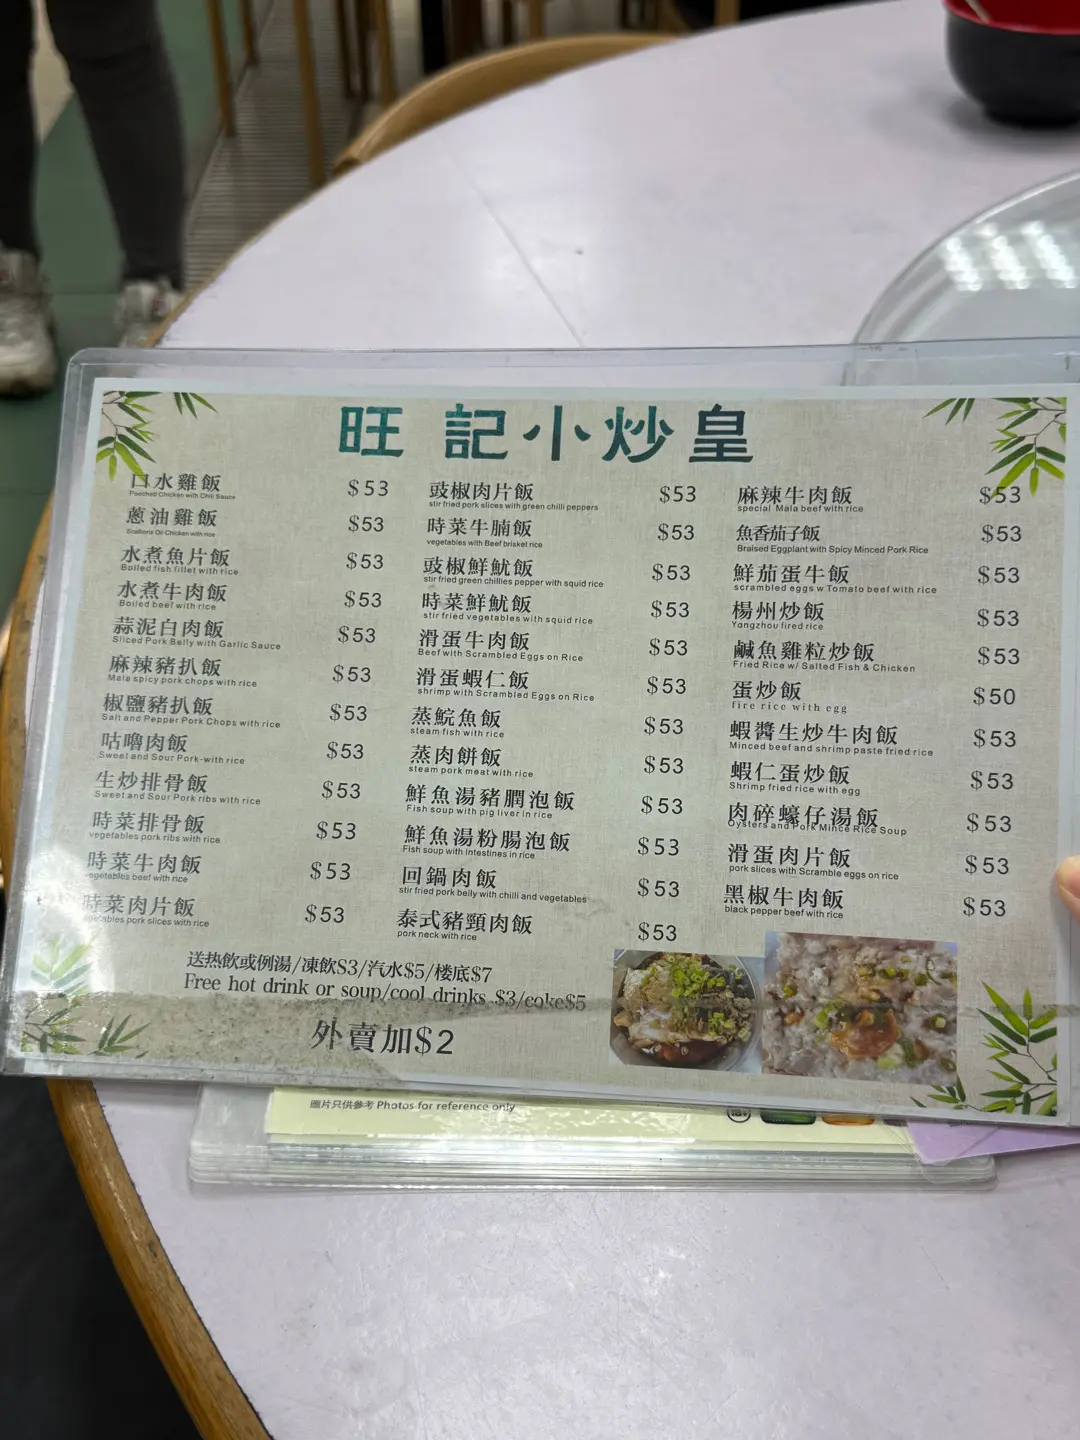 旺 記 小 炒 皇
口水雞飯 $53
Poached Chicken with Chili Sauce
蔥油雞飯 $53
Scallions Oil Chicken with rice
水煮魚片飯 $53
Boiled fish fillet with rice
水煮牛肉飯 $53
Boiled beef with rice
蒜泥白肉飯 $53
Sliced Pork Belly with Garlic Sauce
麻辣豬扒飯 $53
Mala spicy pork chops with rice
椒鹽豬扒飯 $53
Salt and Pepper Pork Chops with rice
咕嚕肉飯 $53
Sweet and Sour Pork-with rice
生炒排骨飯 $53
Sweet and Sour Pork ribs with rice
時菜排骨飯 $53
vegetables pork ribs with rice
時菜牛肉飯 $53
vegetables beef with rice
時菜肉片飯 $53
vegetables pork slices with rice
豉椒肉片飯 $53
stir fried pork slices with green chilli peppers
時菜牛腩飯 $53
vegetables with Beef brisket rice
豉椒鮮魷飯 $53
stir fried green chillies pepper with squid rice
時菜鮮魷飯 $53
stir fried vegetables with squid rice
滑蛋牛肉飯 $53
Beef with Scrambled Eggs on Rice
滑蛋蝦仁飯 $53
shrimp with Scrambled Eggs on Rice
蒸鯇魚飯 $53
steam fish with rice
蒸肉餅飯 $53
steam pork meat with rice
鮮魚湯豬膶泡飯 $53
Fish soup with pig liver in rice
鮮魚湯粉腸泡飯 $53
Fish soup with intestines in rice
回鍋肉飯 $53
stir fried pork belly with chilli and vegetables
泰式豬頸肉飯 $53
pork neck with rice
麻辣牛肉飯 $53
special Mala beef with rice
魚香茄子飯 $53
Braised Eggplant with Spicy Minced Pork Rice
鮮茄蛋牛飯 $53
scrambled eggs w Tomato beef with rice
楊州炒飯 $53
Yangzhou fired rice
鹹魚雞粒炒飯 $53
Fried Rice w/ Salted Fish & Chicken
蛋炒飯 $50
fire rice with egg
蝦醬生炒牛肉飯 $53
Minced beef and shrimp paste fried rice
蝦仁蛋炒飯 $53
Shrimp fried rice with egg
肉碎蠔仔湯飯 $53
Oysters and Pork Mince Rice Soup
滑蛋肉片飯 $53
pork slices with Scramble eggs on rice
黑椒牛肉飯 $53
black pepper beef with rice
送热飲或例湯/凍飲S3/汽水$5/楼底$7
Free hot drink or soup/cool drinks $3/coke$5
外賣加$2
圖片只供參考 Photos for reference only